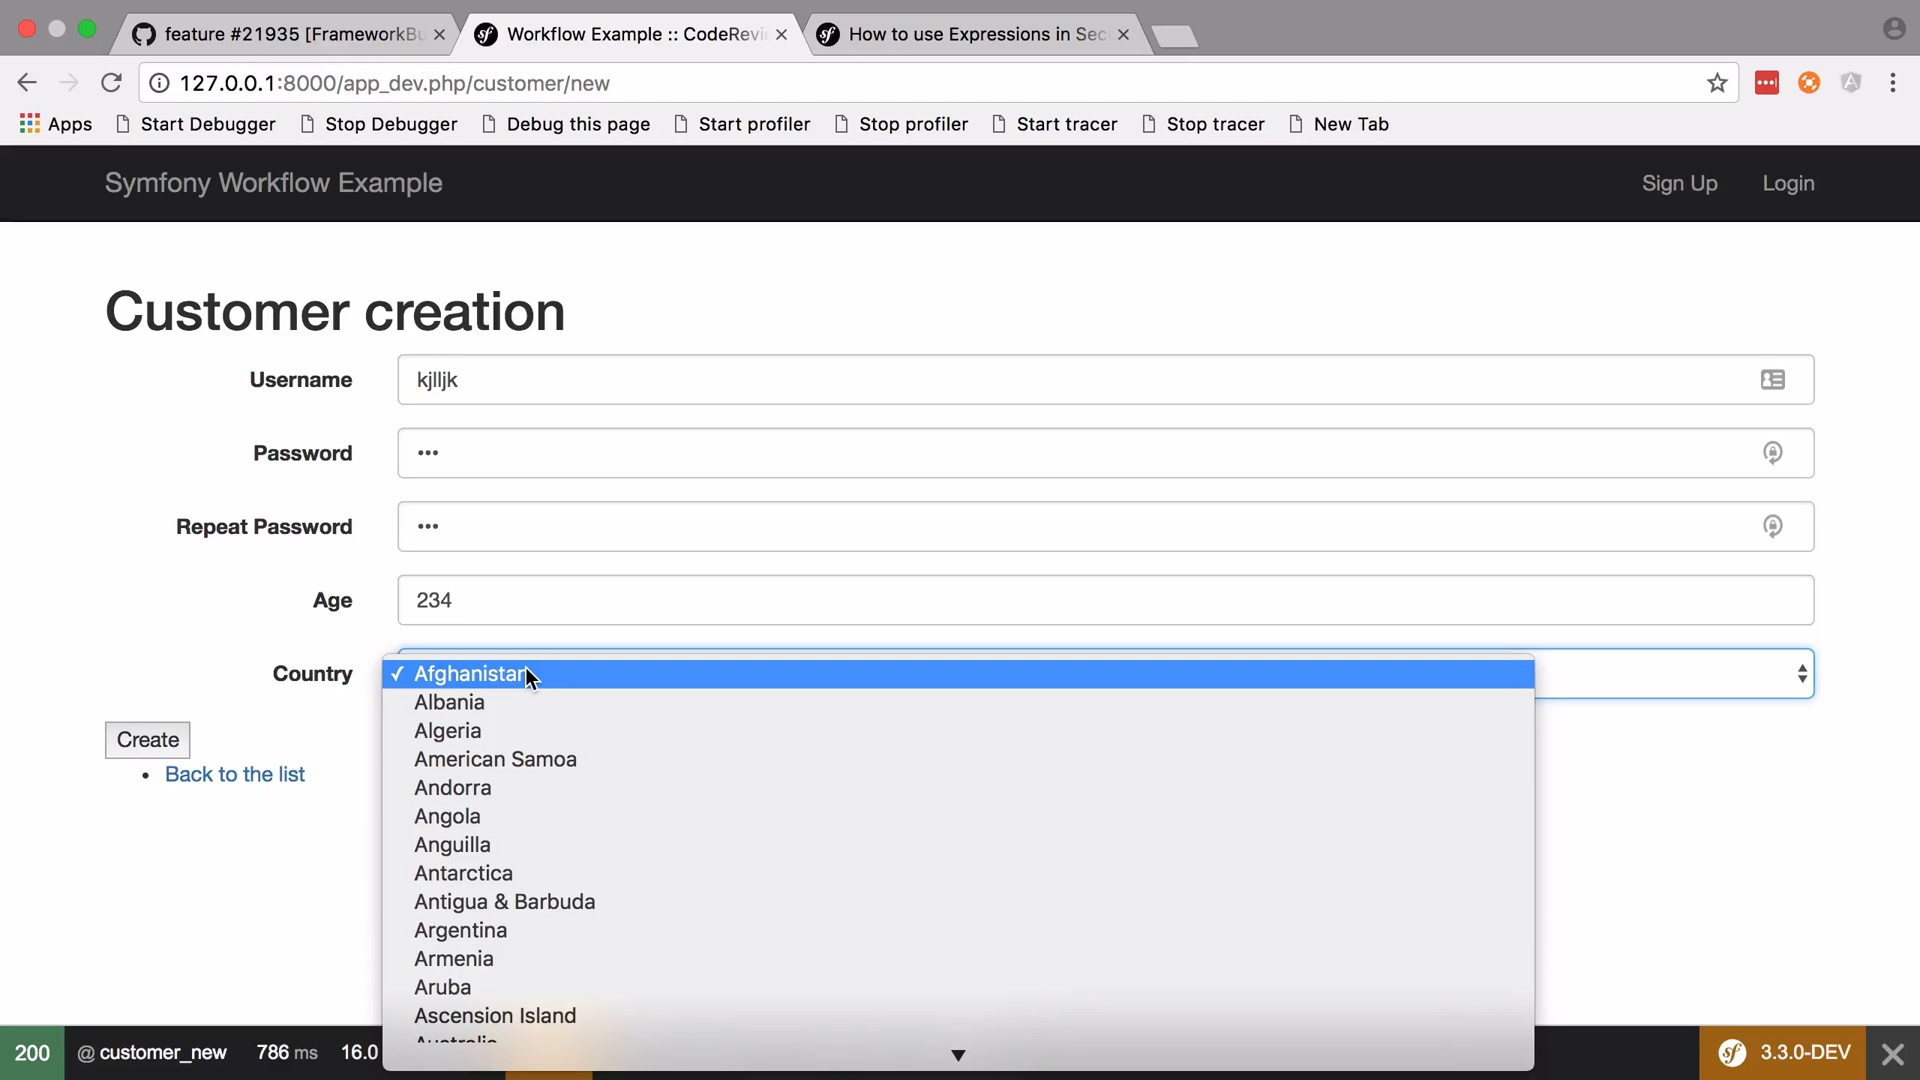 feature #21935 [FrameworkBu
Workflow Example :: CodeRevi
How to use Expressions in Sec
127.0.0.1:8000/app_dev.php/customer/new
Apps Start Debugger Stop Debugger Debug this page Start profiler Stop profiler Start tracer Stop tracer New Tab
Symfony Workflow Example Sign Up Login
Customer creation
Username kjlljk
Password •••
Repeat Password •••
Age 234
Country ✓ Afghanistan
Albania
Algeria
American Samoa
Andorra
Angola
Anguilla
Antarctica
Antigua & Barbuda
Argentina
Armenia
Aruba
Ascension Island
Australia
Create
• Back to the list
200 @ customer_new 786 ms 16.0 sf 3.3.0-DEV